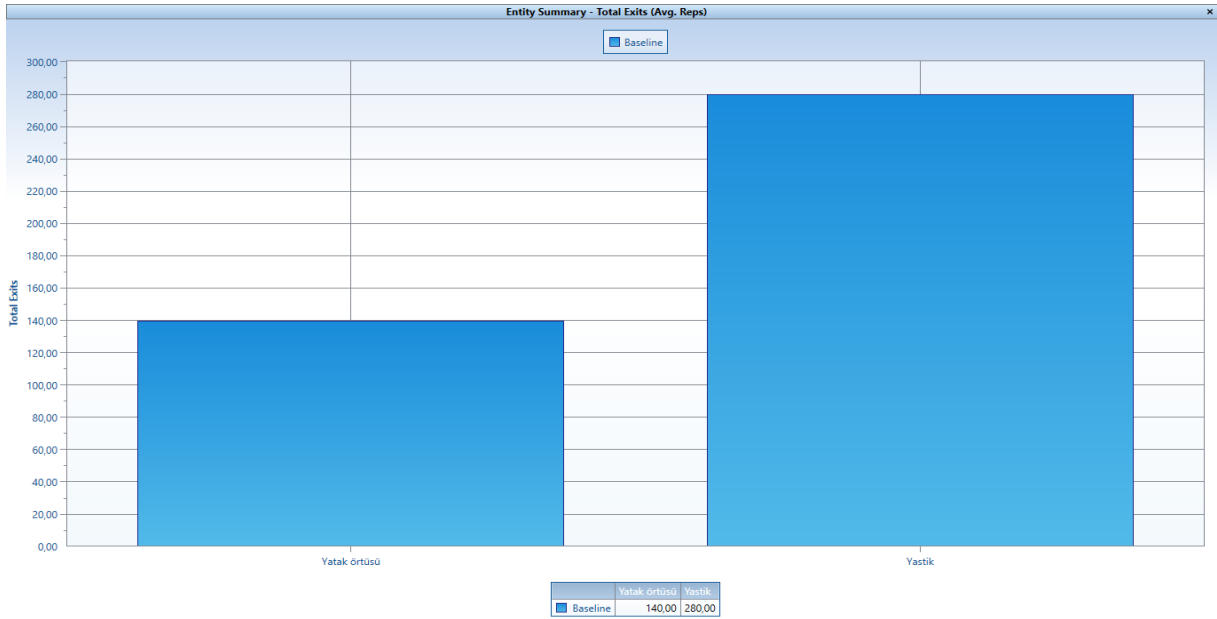 Entity Summary - Total Exits (Avg. Reps) ×
Baseline
300,00
280,00
260,00
240,00
220,00
200,00
180,00
160,00
140,00
120,00
100,00
80,00
60,00
40,00
20,00
0,00
Total Exits
Yatak örtüsü Yastik
Yatak örtüsü Yastik
Baseline 140,00 280,00